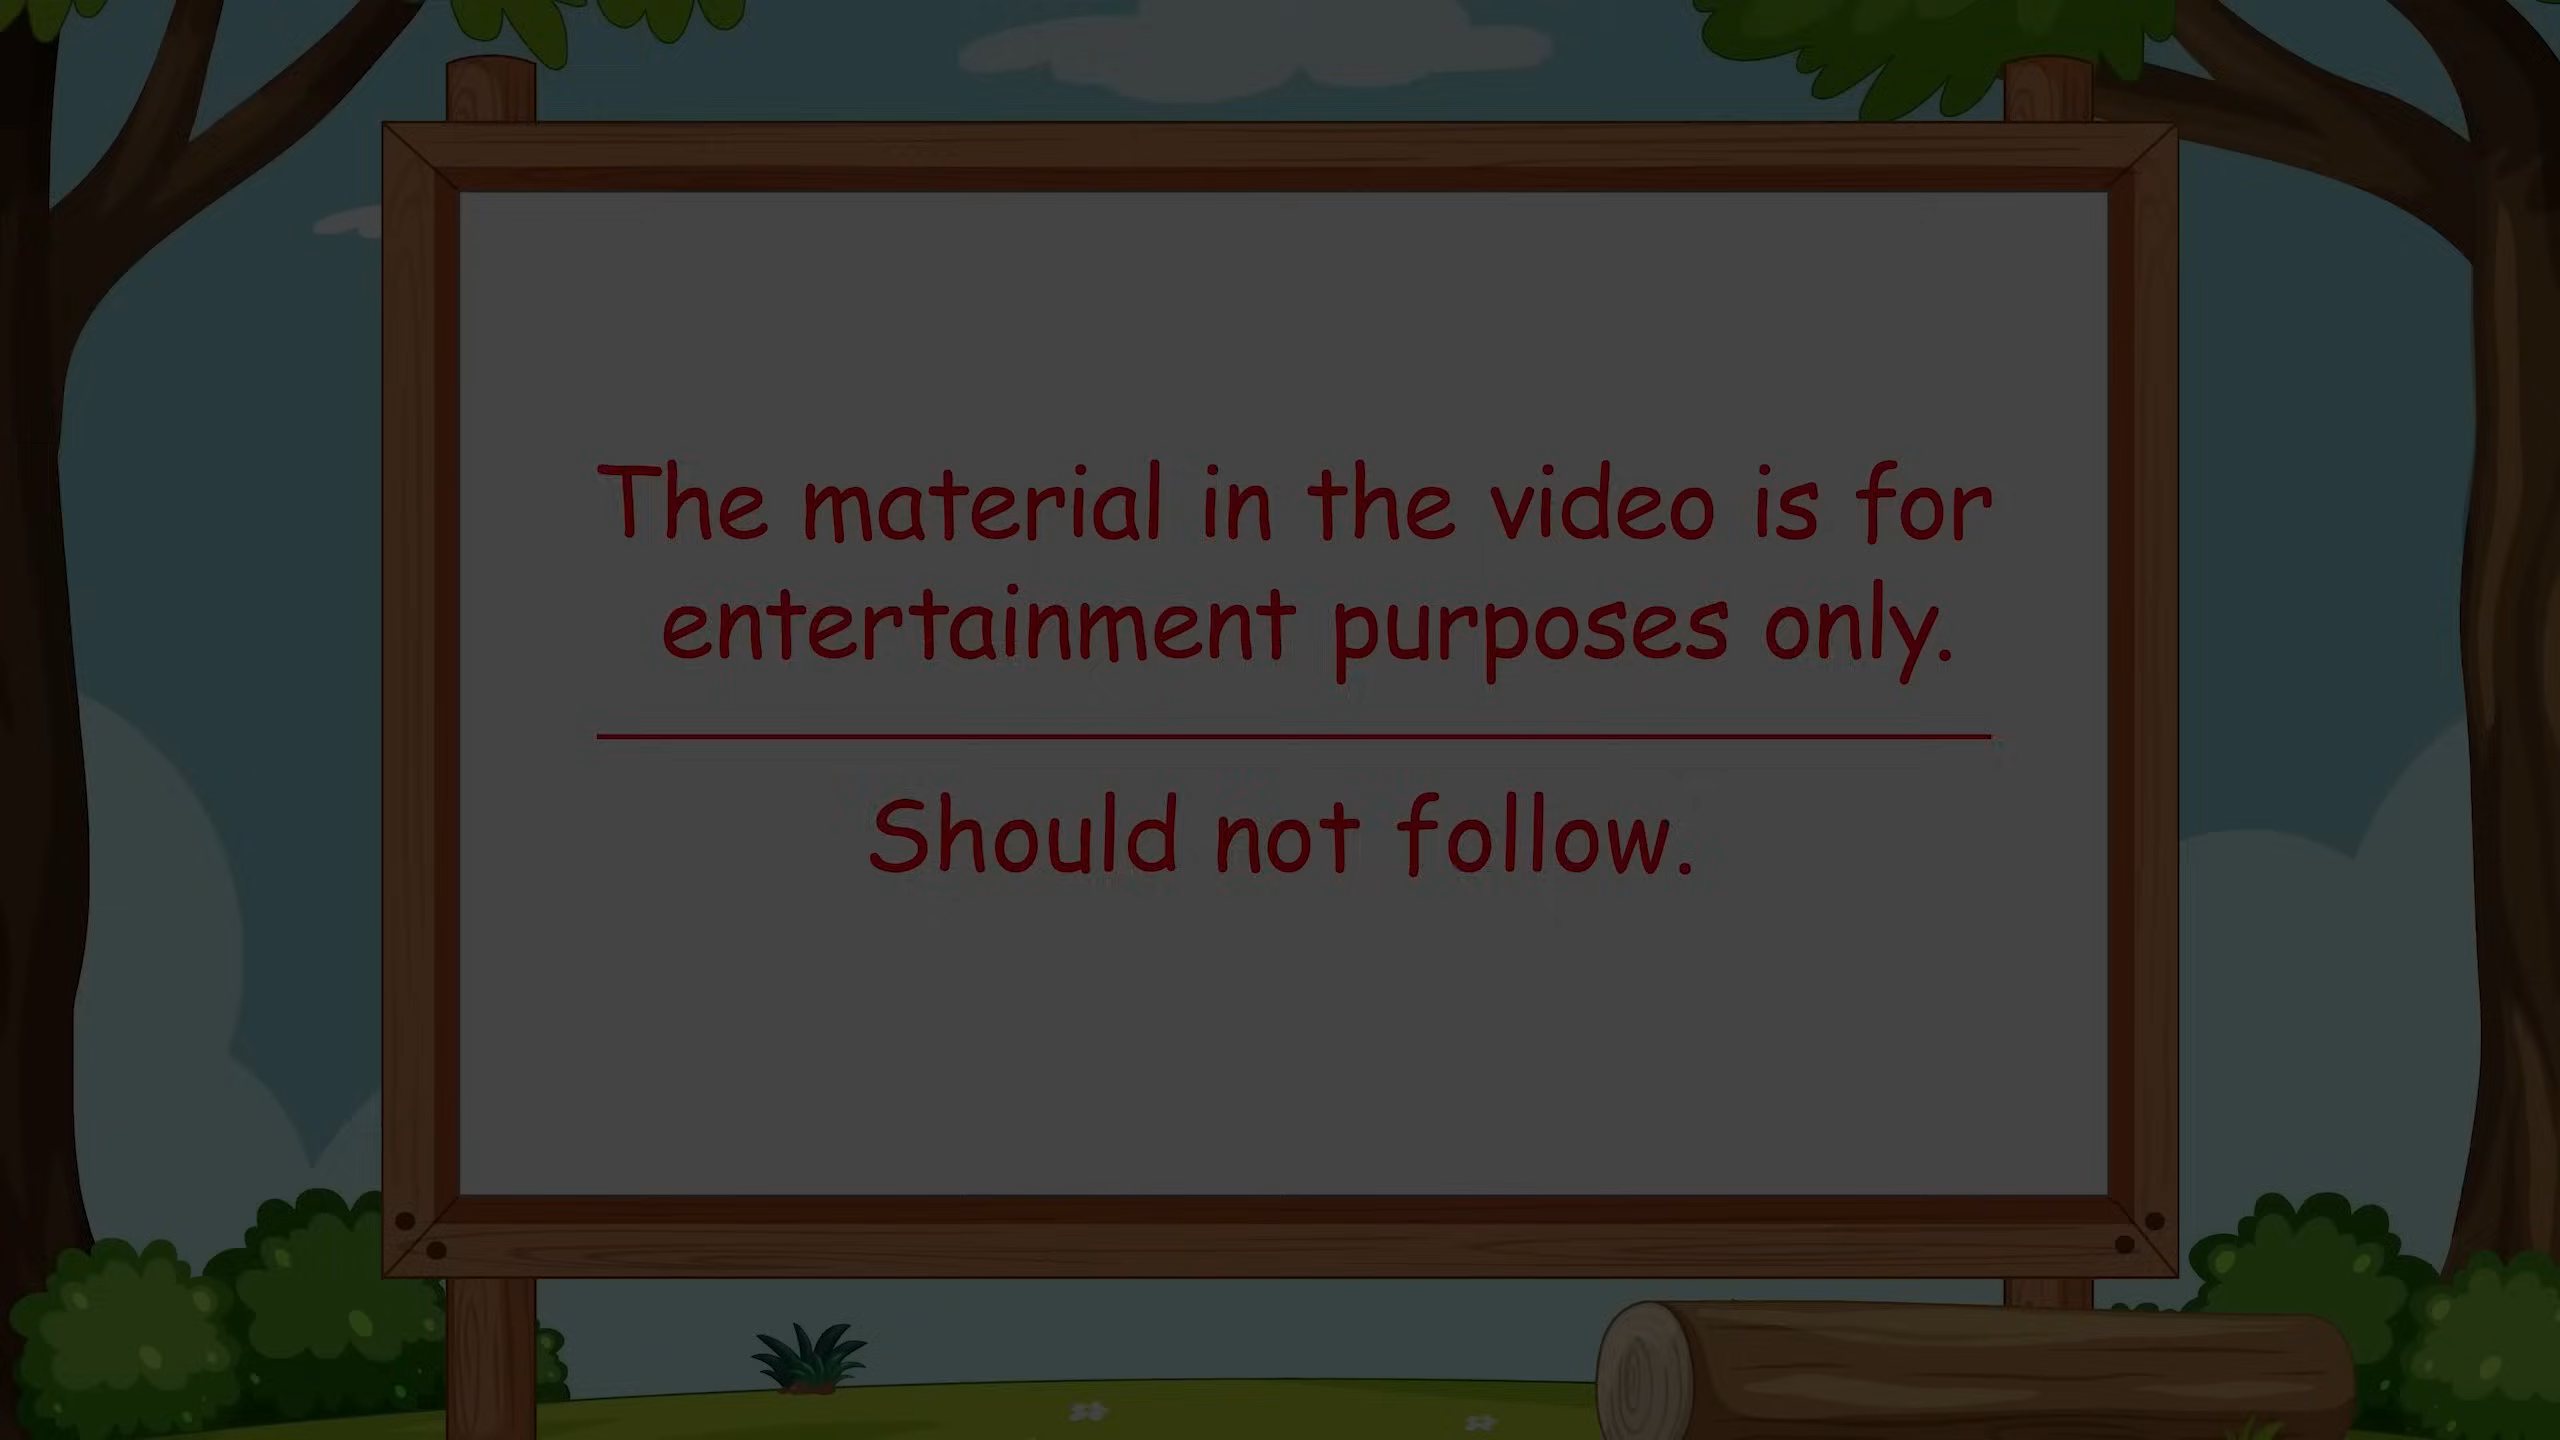 The material in the video is for
entertainment purposes only.
Should not follow.